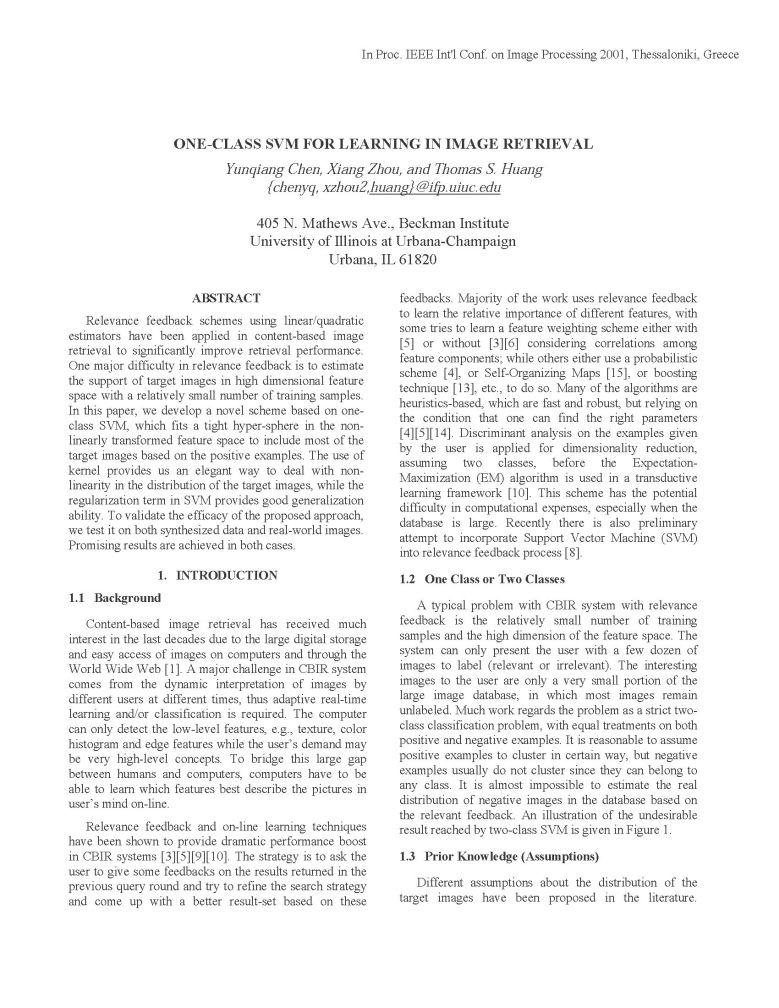 In Proc. IEEE Int'l Conf. on Image Processing 2001, Thessaloniki, Greece
ONE-CLASS SVM FOR LEARNING IN IMAGE RETRIEVAL
Yunqiang Chen, Xiang Zhou, and Thomas S. Huang
{chenyq, xzhou2,huang}@ifp.uiuc.edu
405 N. Mathews Ave., Beckman Institute
University of Illinois at Urbana-Champaign
Urbana, IL 61820
ABSTRACT
Relevance feedback schemes using linear/quadratic
estimators have been applied in content-based image
retrieval to significantly improve retrieval performance.
One major difficulty in relevance feedback is to estimate
the support of target images in high dimensional feature
space with a relatively small number of training samples.
In this paper, we develop a novel scheme based on one-
class SVM, which fits a tight hyper-sphere in the non-
linearly transformed feature space to include most of the
target images based on the positive examples. The use of
kernel provides us an elegant way to deal with non-
linearity in the distribution of the target images, while the
regularization term in SVM provides good generalization
ability. To validate the efficacy of the proposed approach,
we test it on both synthesized data and real-world images.
Promising results are achieved in both cases.
1. INTRODUCTION
1.1 Background
Content-based image retrieval has received much
interest in the last decades due to the large digital storage
and easy access of images on computers and through the
World Wide Web [1]. A major challenge in CBIR system
comes from the dynamic interpretation of images by
different users at different times, thus adaptive real-time
learning and/or classification is required. The computer
can only detect the low-level features, e.g., texture, color
histogram and edge features while the user's demand may
be very high-level concepts. To bridge this large gap
between humans and computers, computers have to be
able to learn which features best describe the pictures in
user's mind on-line.
Relevance feedback and on-line learning techniques
have been shown to provide dramatic performance boost
in CBIR systems [3][5][9][10]. The strategy is to ask the
user to give some feedbacks on the results returned in the
previous query round and try to refine the search strategy
and come up with a better result-set based on these
feedbacks. Majority of the work uses relevance feedback
to learn the relative importance of different features, with
some tries to learn a feature weighting scheme either with
[5] or without [3][6] considering correlations among
feature components; while others either use a probabilistic
scheme [4], or Self-Organizing Maps [15], or boosting
technique [13], etc., to do so. Many of the algorithms are
heuristics-based, which are fast and robust, but relying on
the condition that one can find the right parameters
[4][5][14]. Discriminant analysis on the examples given
by the user is applied for dimensionality reduction,
assuming two classes, before the Expectation-
Maximization (EM) algorithm is used in a transductive
learning framework [10]. This scheme has the potential
difficulty in computational expenses, especially when the
database is large. Recently there is also preliminary
attempt to incorporate Support Vector Machine (SVM)
into relevance feedback process [8].
1.2 One Class or Two Classes
A typical problem with CBIR system with relevance
feedback is the relatively small number of training
samples and the high dimension of the feature space. The
system can only present the user with a few dozen of
images to label (relevant or irrelevant). The interesting
images to the user are only a very small portion of the
large image database, in which most images remain
unlabeled. Much work regards the problem as a strict two-
class classification problem, with equal treatments on both
positive and negative examples. It is reasonable to assume
positive examples to cluster in certain way, but negative
examples usually do not cluster since they can belong to
any class. It is almost impossible to estimate the real
distribution of negative images in the database based on
the relevant feedback. An illustration of the undesirable
result reached by two-class SVM is given in Figure 1.
1.3 Prior Knowledge (Assumptions)
Different assumptions about the distribution of the
target images have been proposed in the literature.